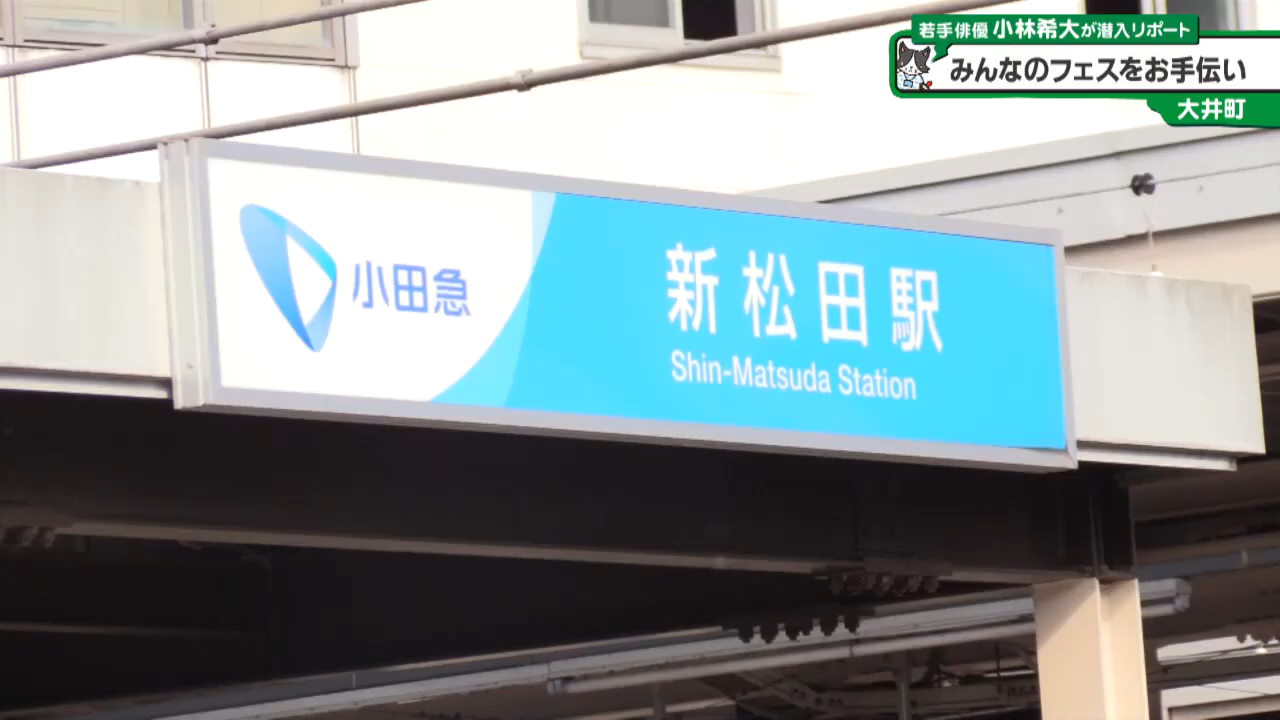 若手俳優 小林希大が潜入リポート
みんなのフェスをお手伝い
大井町
小田急
新松田駅
Shin-Matsuda Station